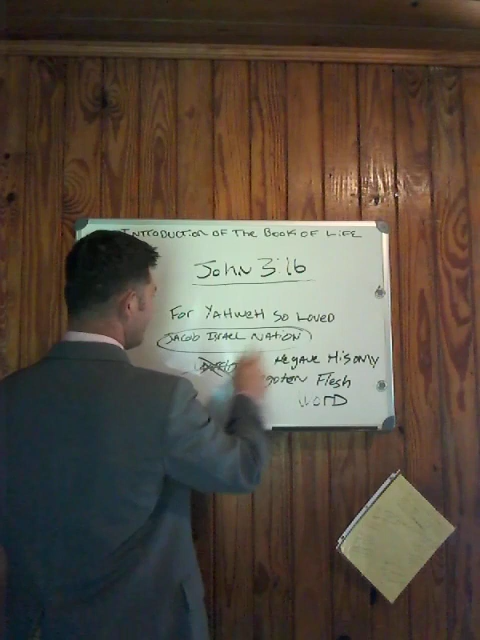 INTRODUCTION OF THE BOOK OF LIFE
John 3:16
For YAHWEH so Loved
JACOB ISRAEL NATION
He gave His only
Flesh
WORD